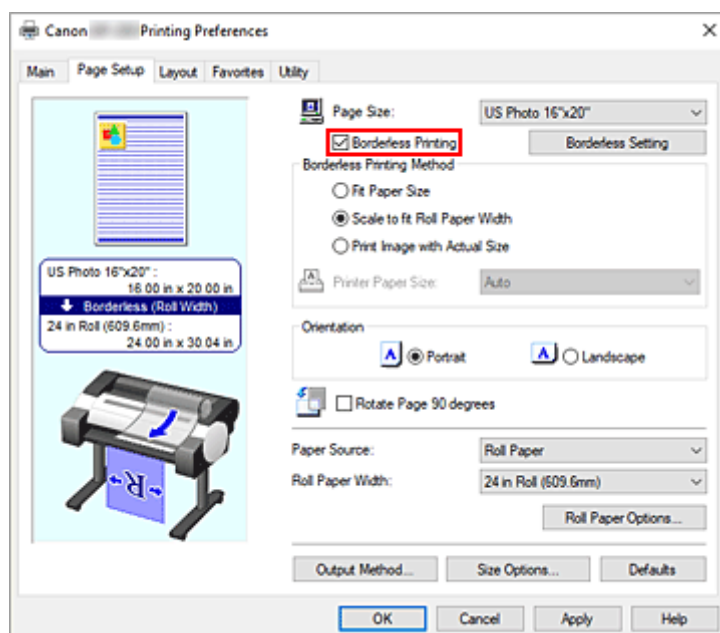 Canon Printing Preferences
Main Page Setup Layout Favorites Utility
Page Size: US Photo 16"x20"
Borderless Printing Borderless Setting
Borderless Printing Method
Fit Paper Size
Scale to fit Roll Paper Width
Print Image with Actual Size
Printer Paper Size: Auto
US Photo 16"x20" :
16.00 in x 20.00 in
Borderless (Roll Width)
24 in Roll (609.6mm) :
24.00 in x 30.04 in
Orientation
A Portrait A Landscape
Rotate Page 90 degrees
Paper Source: Roll Paper
Roll Paper Width: 24 in Roll (609.6mm)
Roll Paper Options...
R
Output Method... Size Options... Defaults
OK Cancel Apply Help